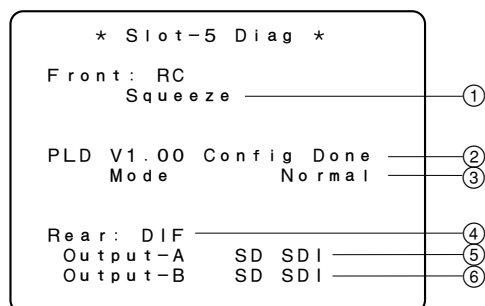 * Slot-5 Diag *
Front: RC
Squeeze
1
PLD V1.00 Config Done
2
Mode Normal
3
Rear: DIF
4
Output-A SD SDI
5
Output-B SD SDI
6